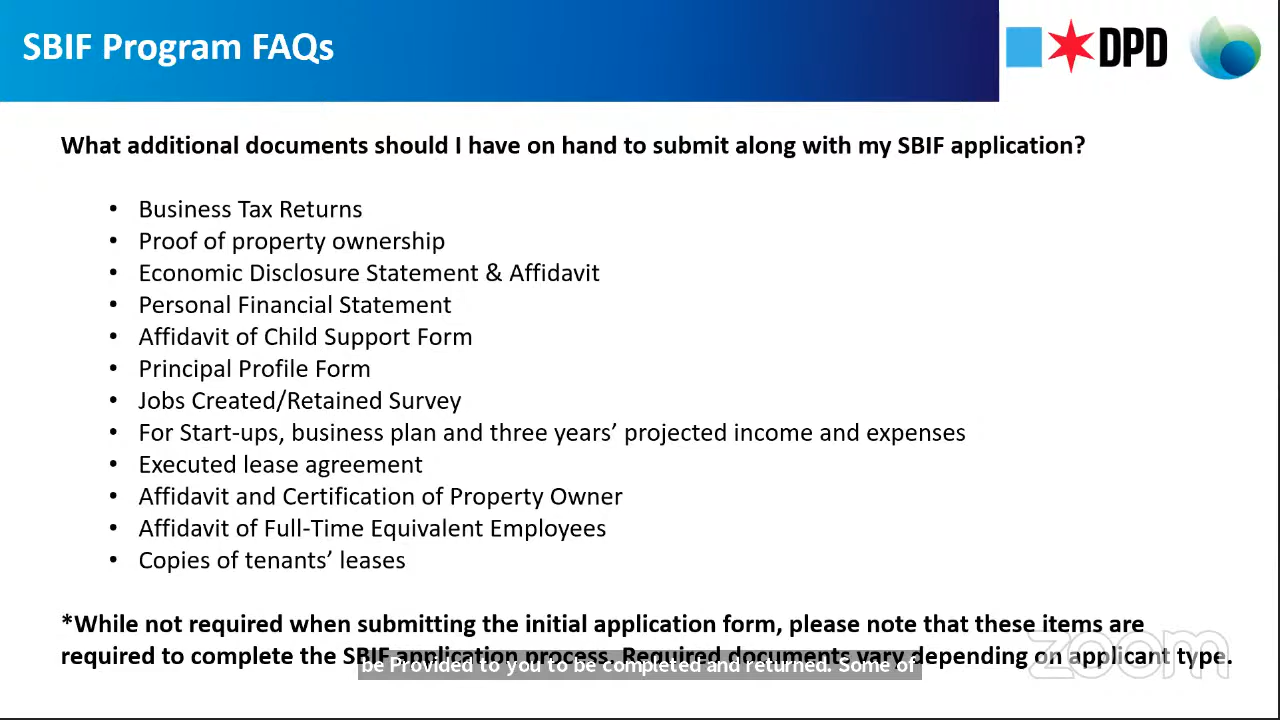 SBIF Program FAQs
DPD
What additional documents should I have on hand to submit along with my SBIF application?
• Business Tax Returns
• Proof of property ownership
• Economic Disclosure Statement & Affidavit
• Personal Financial Statement
• Affidavit of Child Support Form
• Principal Profile Form
• Jobs Created/Retained Survey
• For Start-ups, business plan and three years’ projected income and expenses
• Executed lease agreement
• Affidavit and Certification of Property Owner
• Affidavit of Full-Time Equivalent Employees
• Copies of tenants’ leases
*While not required when submitting the initial application form, please note that these items are
required to complete the SBIF application process. Required documents vary depending on applicant type.
be Provided to you to be completed and returned. Some of
zoom